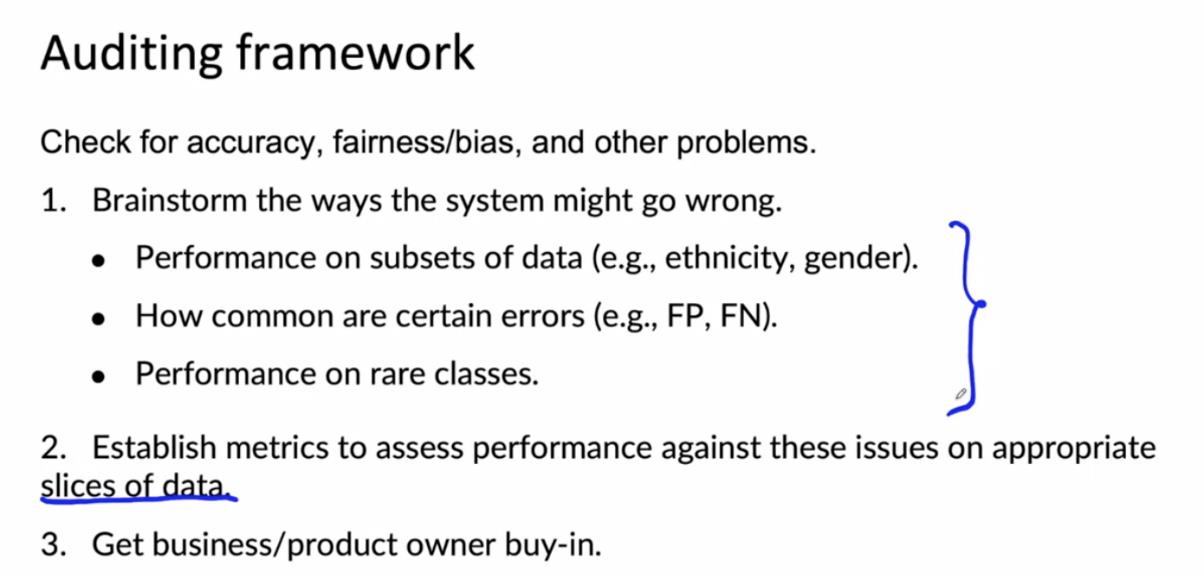 Auditing framework
Check for accuracy, fairness/bias, and other problems.
1. Brainstorm the ways the system might go wrong.
● Performance on subsets of data (e.g., ethnicity, gender).
● How common are certain errors (e.g., FP, FN).
● Performance on rare classes.
2. Establish metrics to assess performance against these issues on appropriate
slices of data.
3. Get business/product owner buy-in.